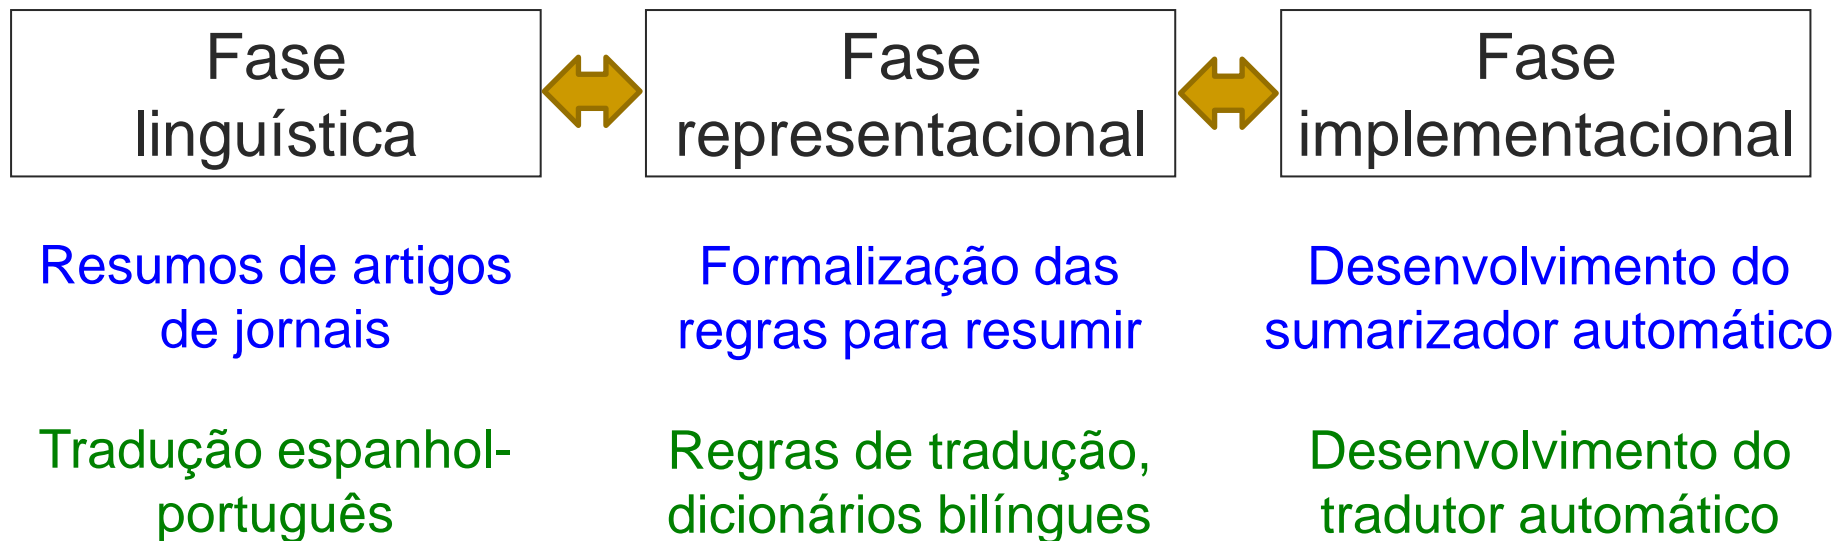 Fase
linguística
Fase
representacional
Fase
implementacional
Resumos de artigos
de jornais
Formalização das
regras para resumir
Desenvolvimento do
sumarizador automático
Tradução espanhol-
português
Regras de tradução,
dicionários bilíngues
Desenvolvimento do
tradutor automático